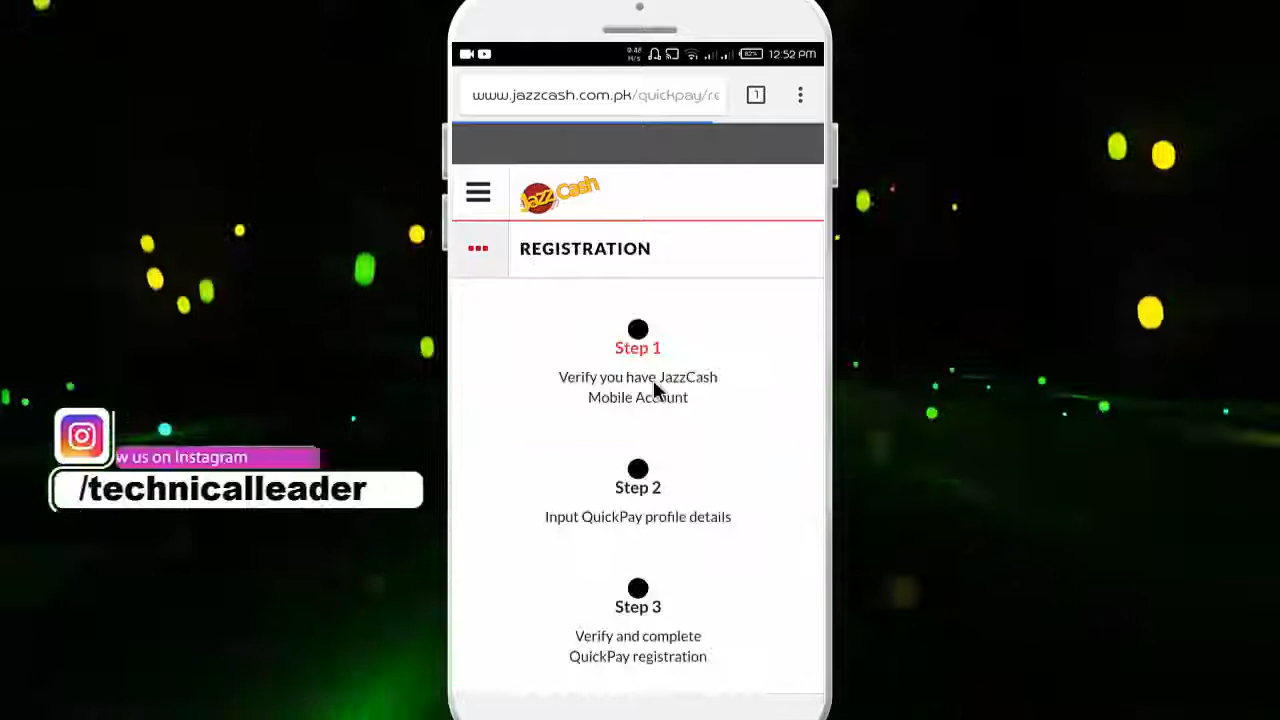 0.48
K/s
82%
12:52 PM
www.jazzcash.com.pk/quickpay/re
1
JazzCash
REGISTRATION
Step 1
Verify you have JazzCash
Mobile Account
Step 2
Input QuickPay profile details
Step 3
Verify and complete
QuickPay registration
w us on Instagram
/technicalleader